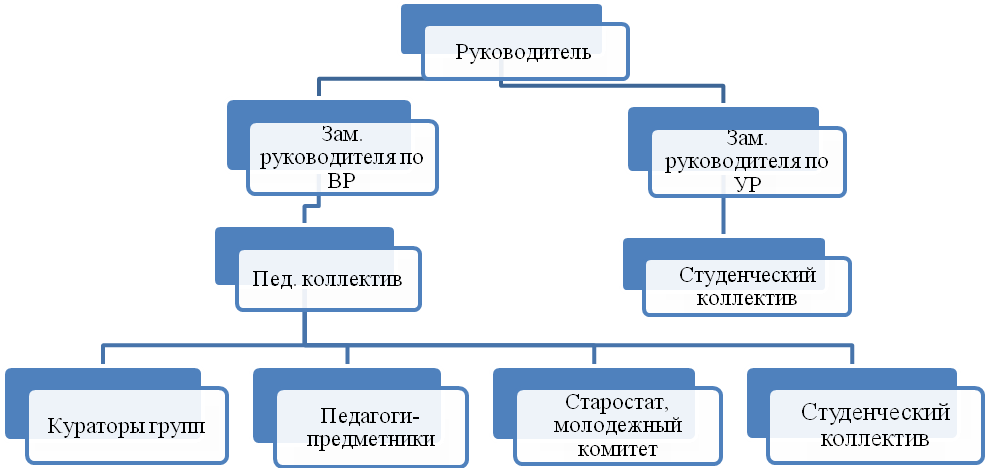 Руководитель
Зам.
руководителя по
ВР
Зам.
руководителя по
УР
Пед. коллектив
Студенческий
коллектив
Кураторы групп
Педагоги-
предметники
Старостат,
молодежный
комитет
Студенческий
коллектив